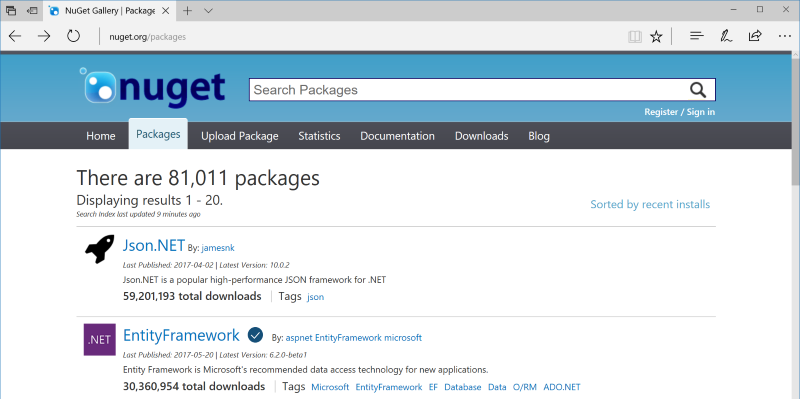 NuGet Gallery | Package
nuget.org/packages
nuget
Search Packages
Register / Sign in
Home Packages Upload Package Statistics Documentation Downloads Blog
There are 81,011 packages
Displaying results 1 - 20.
Search Index last updated 9 minutes ago
Sorted by recent installs
Json.NET By: jamesnk
Last Published: 2017-04-02 | Latest Version: 10.0.2
Json.NET is a popular high-performance JSON framework for .NET
59,201,193 total downloads | Tags json
.NET
EntityFramework By: aspnet EntityFramework microsoft
Last Published: 2017-05-20 | Latest Version: 6.2.0-beta1
Entity Framework is Microsoft's recommended data access technology for new applications.
30,360,954 total downloads | Tags Microsoft EntityFramework EF Database Data O/RM ADO.NET